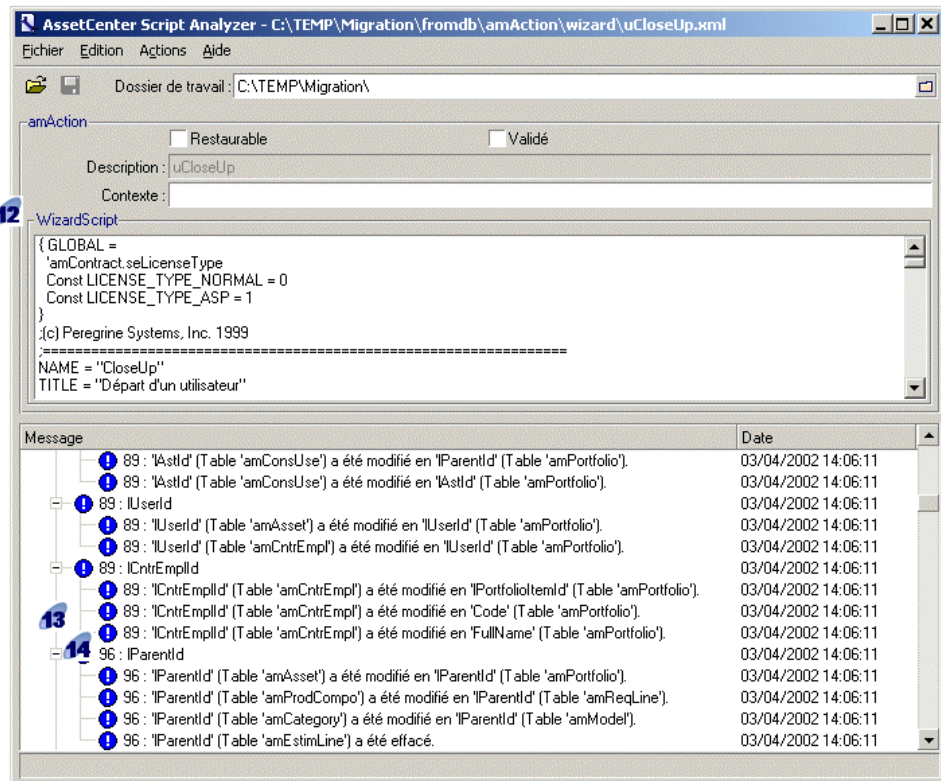 AssetCenter Script Analyzer - C:\TEMP\Migration\fromdb\amAction\wizard\uCloseUp.xml
Fichier Edition Actions Aide
Dossier de travail : C:\TEMP\Migration\
amAction
Restaurable Validé
Description : uCloseUp
Contexte :
12
WizardScript
{ GLOBAL =
'amContract.seLicenseType
Const LICENSE_TYPE_NORMAL = 0
Const LICENSE_TYPE_ASP = 1
}
;(c) Peregrine Systems, Inc. 1999
;=================================================================
NAME = "CloseUp"
TITLE = "Départ d'un utilisateur"
Message Date
89 : 'lAstId' (Table 'amConsUse') a été modifié en 'lParentId' (Table 'amPortfolio'). 03/04/2002 14:06:11
89 : 'lAstId' (Table 'amConsUse') a été modifié en 'lAstId' (Table 'amPortfolio'). 03/04/2002 14:06:11
89 : lUserId 03/04/2002 14:06:11
89 : 'lUserId' (Table 'amAsset') a été modifié en 'lUserId' (Table 'amPortfolio'). 03/04/2002 14:06:11
89 : 'lUserId' (Table 'amCntrEmpl') a été modifié en 'lUserId' (Table 'amPortfolio'). 03/04/2002 14:06:11
89 : lCntrEmplId 03/04/2002 14:06:11
89 : 'lCntrEmplId' (Table 'amCntrEmpl') a été modifié en 'lPortfolioItemId' (Table 'amPortfolio'). 03/04/2002 14:06:11
13
89 : 'lCntrEmplId' (Table 'amCntrEmpl') a été modifié en 'Code' (Table 'amPortfolio'). 03/04/2002 14:06:11
89 : 'lCntrEmplId' (Table 'amCntrEmpl') a été modifié en 'FullName' (Table 'amPortfolio'). 03/04/2002 14:06:11
14
96 : lParentId 03/04/2002 14:06:11
96 : 'lParentId' (Table 'amAsset') a été modifié en 'lParentId' (Table 'amPortfolio'). 03/04/2002 14:06:11
96 : 'lParentId' (Table 'amProdCompo') a été modifié en 'lParentId' (Table 'amReqLine'). 03/04/2002 14:06:11
96 : 'lParentId' (Table 'amCategory') a été modifié en 'lParentId' (Table 'amModel'). 03/04/2002 14:06:11
96 : 'lParentId' (Table 'amEstimLine') a été effacé. 03/04/2002 14:06:11